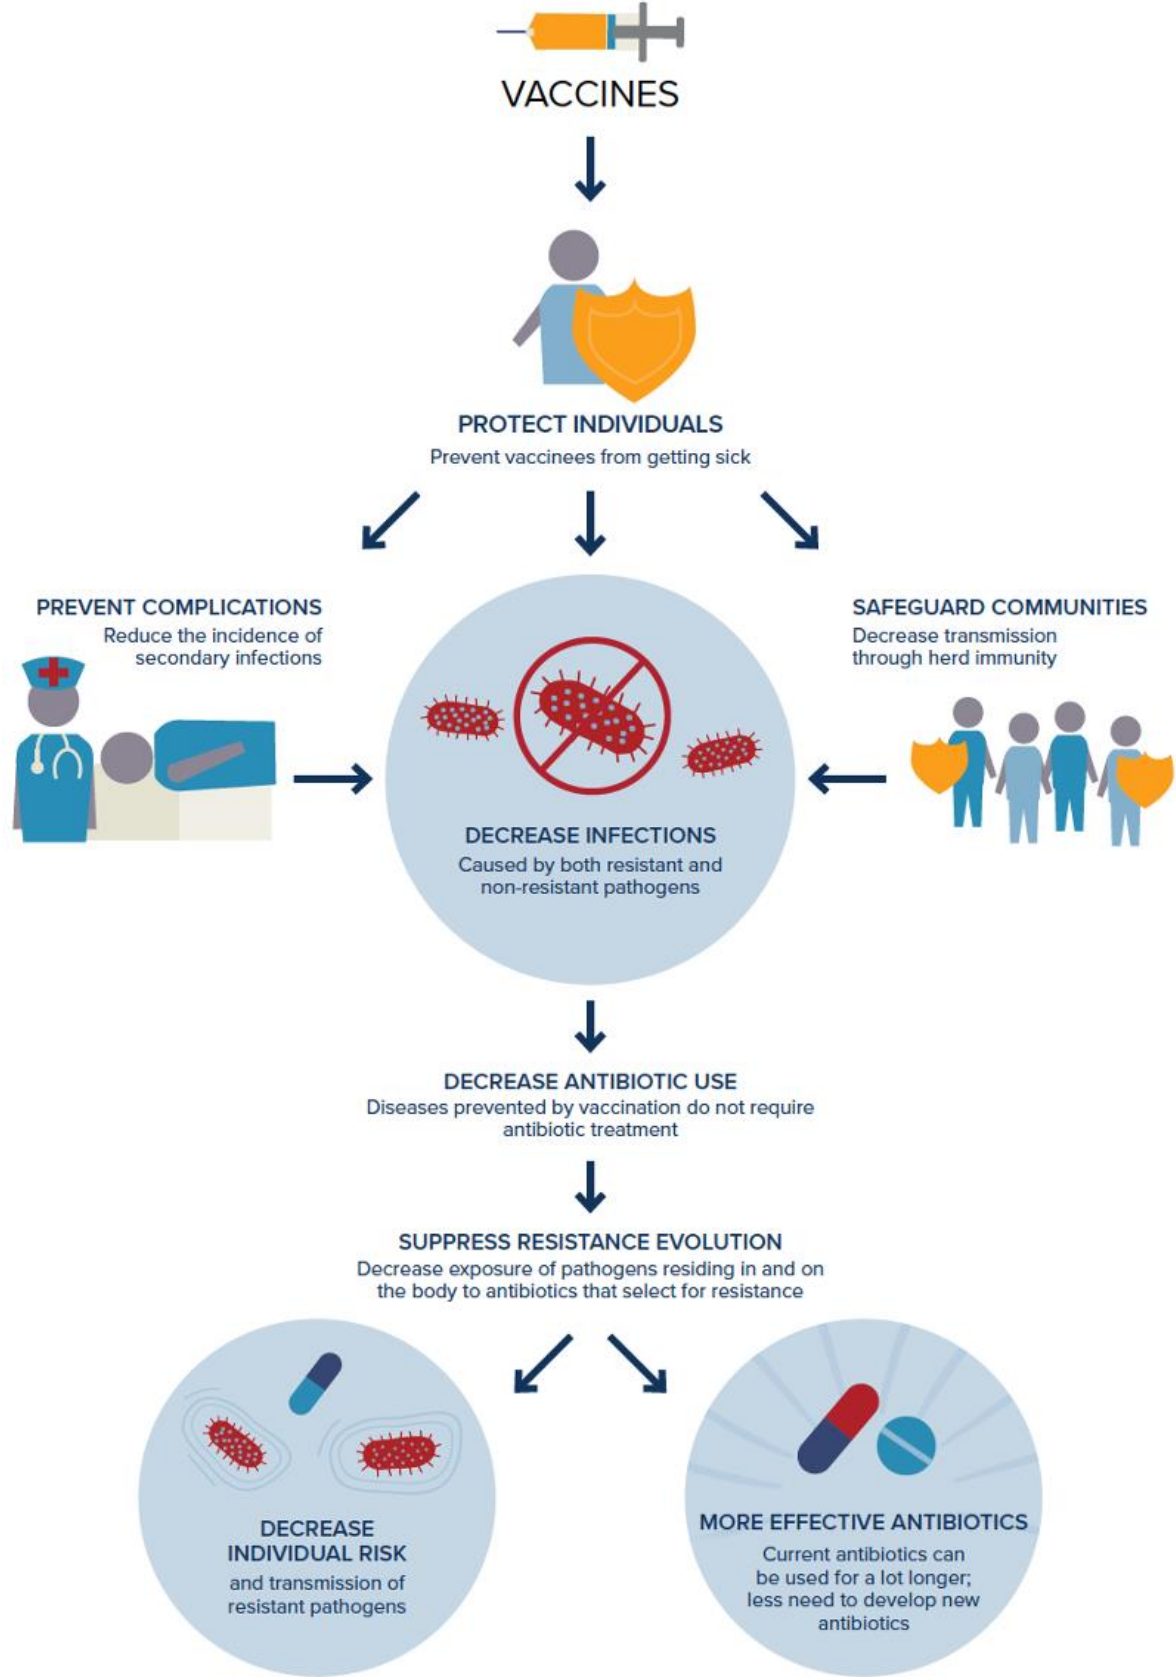 VACCINES
PROTECT INDIVIDUALS
Prevent vaccinees from getting sick
PREVENT COMPLICATIONS
Reduce the incidence of
secondary infections
SAFEGUARD COMMUNITIES
Decrease transmission
through herd immunity
DECREASE INFECTIONS
Caused by both resistant and
non-resistant pathogens
DECREASE ANTIBIOTIC USE
Diseases prevented by vaccination do not require
antibiotic treatment
SUPPRESS RESISTANCE EVOLUTION
Decrease exposure of pathogens residing in and on
the body to antibiotics that select for resistance
DECREASE
INDIVIDUAL RISK
and transmission of
resistant pathogens
MORE EFFECTIVE ANTIBIOTICS
Current antibiotics can
be used for a lot longer;
less need to develop new
antibiotics